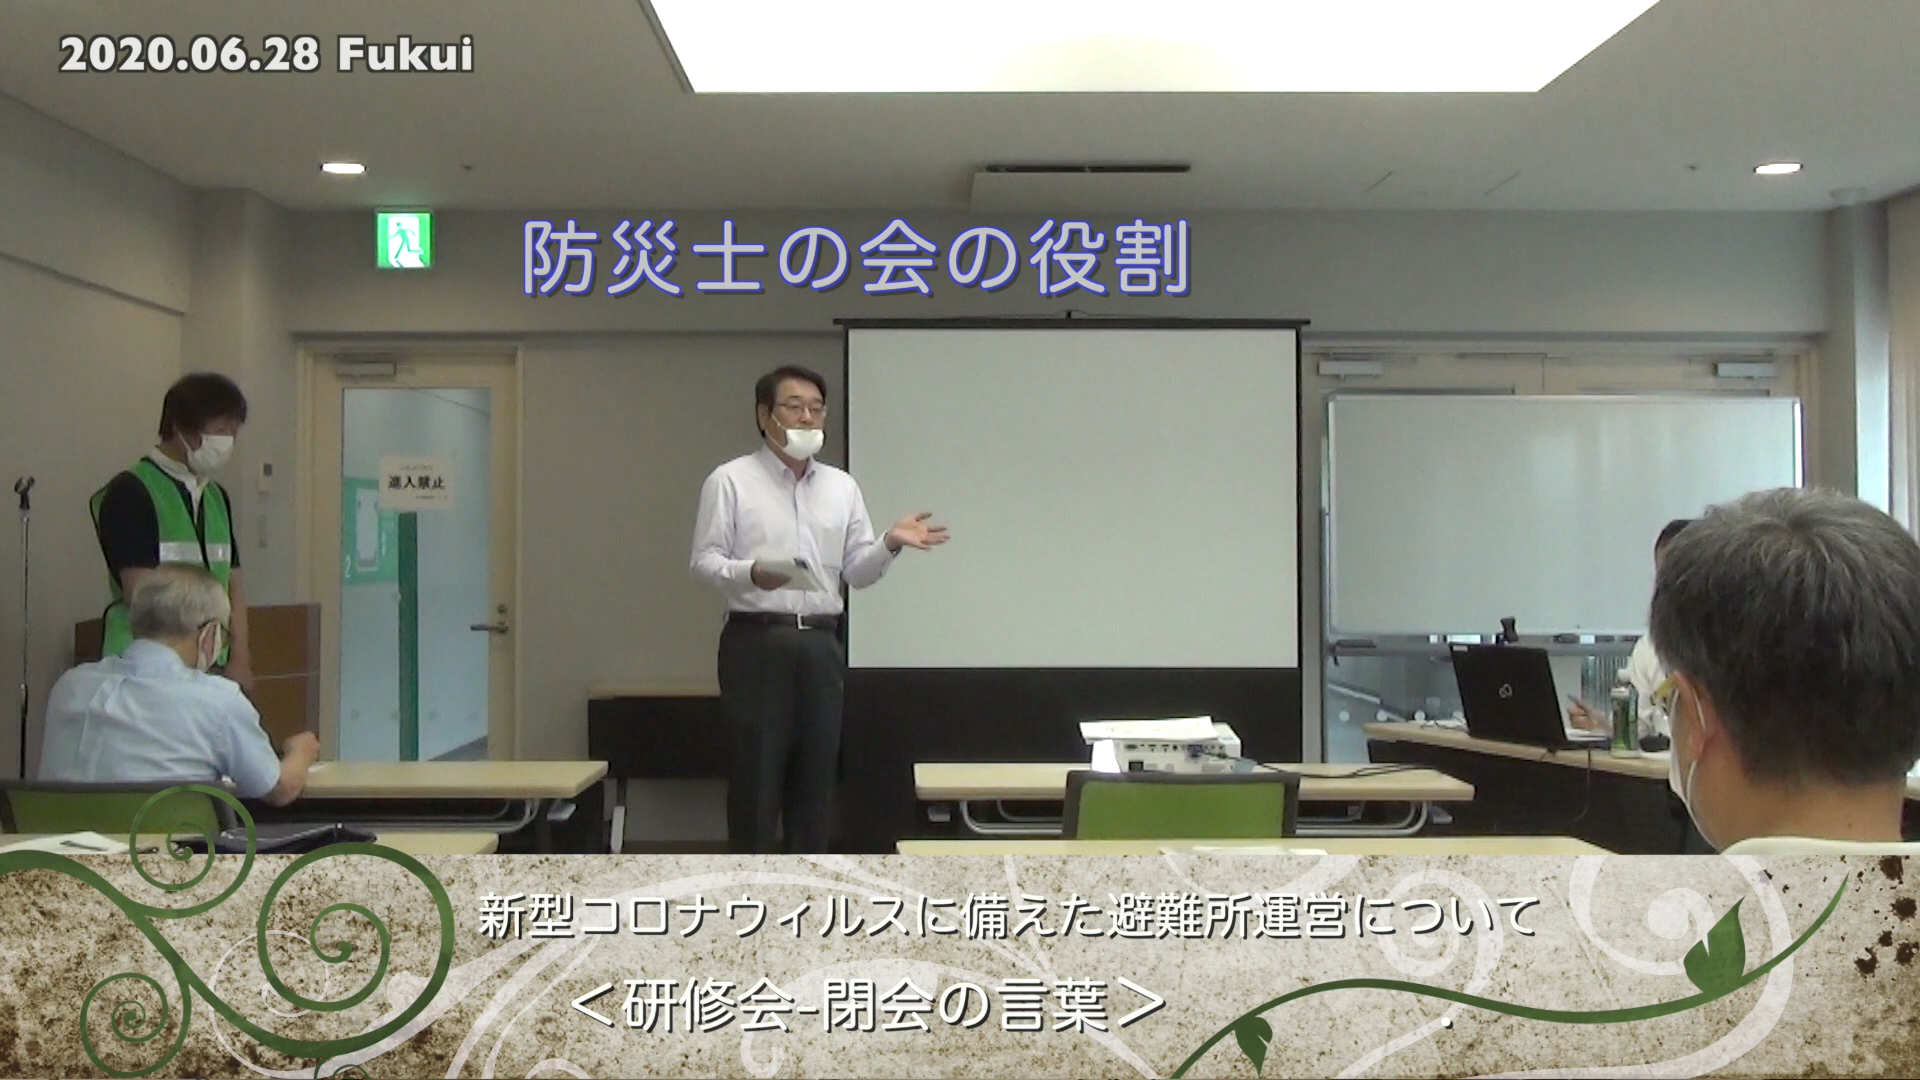 2020.06.28 Fukui
防災士の会の役割
進入禁止
2
新型コロナウィルスに備えた避難所運営について
＜研修会-閉会の言葉＞ .